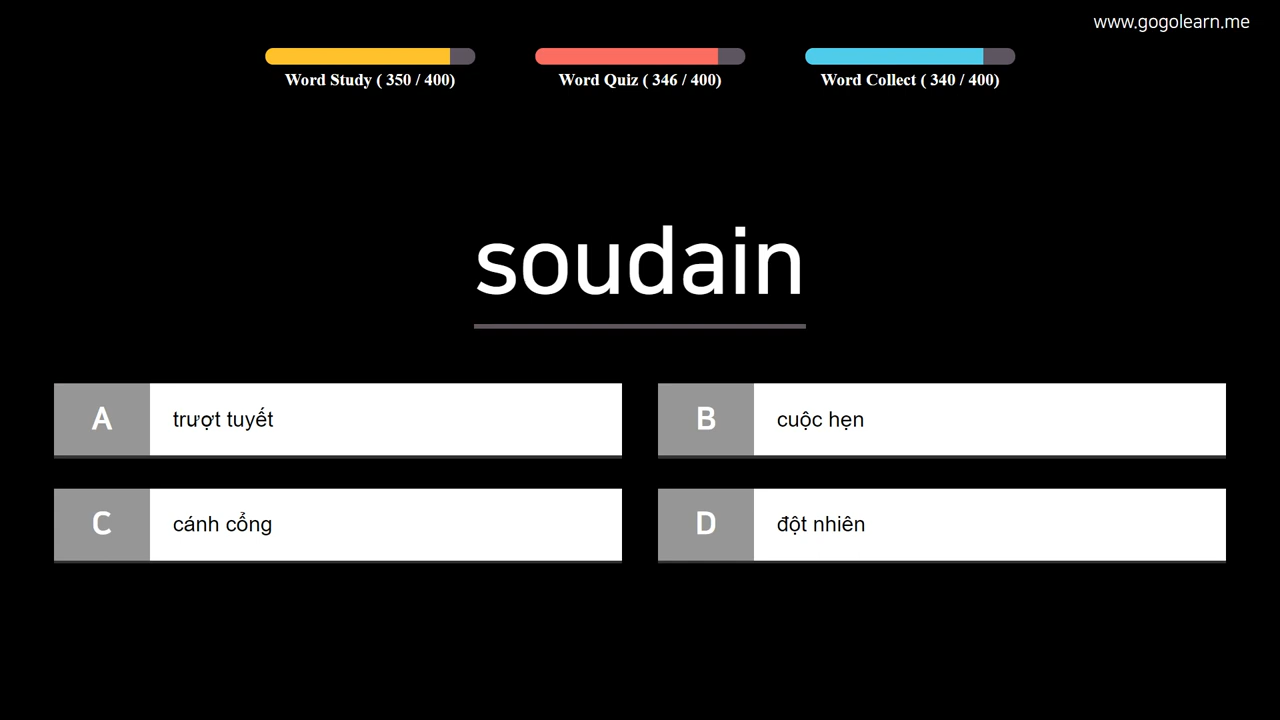 www.gogolearn.me
Word Study ( 350 / 400)
Word Quiz ( 346 / 400)
Word Collect ( 340 / 400)
soudain
A trượt tuyết
B cuộc hẹn
C cánh cổng
D đột nhiên